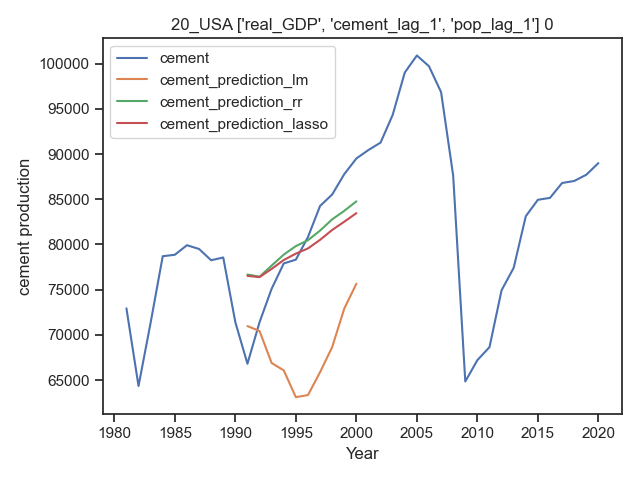 20_USA ['real_GDP', 'cement_lag_1', 'pop_lag_1'] 0
cement
cement_prediction_lm
cement_prediction_rr
cement_prediction_lasso
cement production
100000
95000
90000
85000
80000
75000
70000
65000
1980 1985 1990 1995 2000 2005 2010 2015 2020
Year